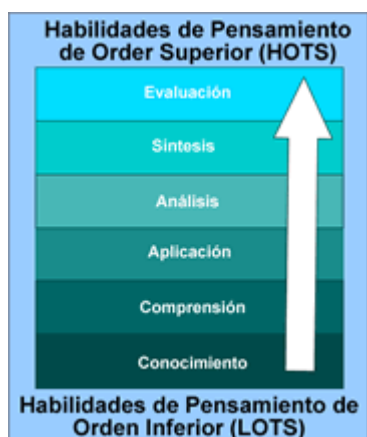 Habilidades de Pensamiento
de Order Superior (HOTS)
Evaluación
Sintesis
Análisis
Aplicación
Comprensión
Conocimiento
Habilidades de Pensamiento de
Orden Inferior (LOTS)